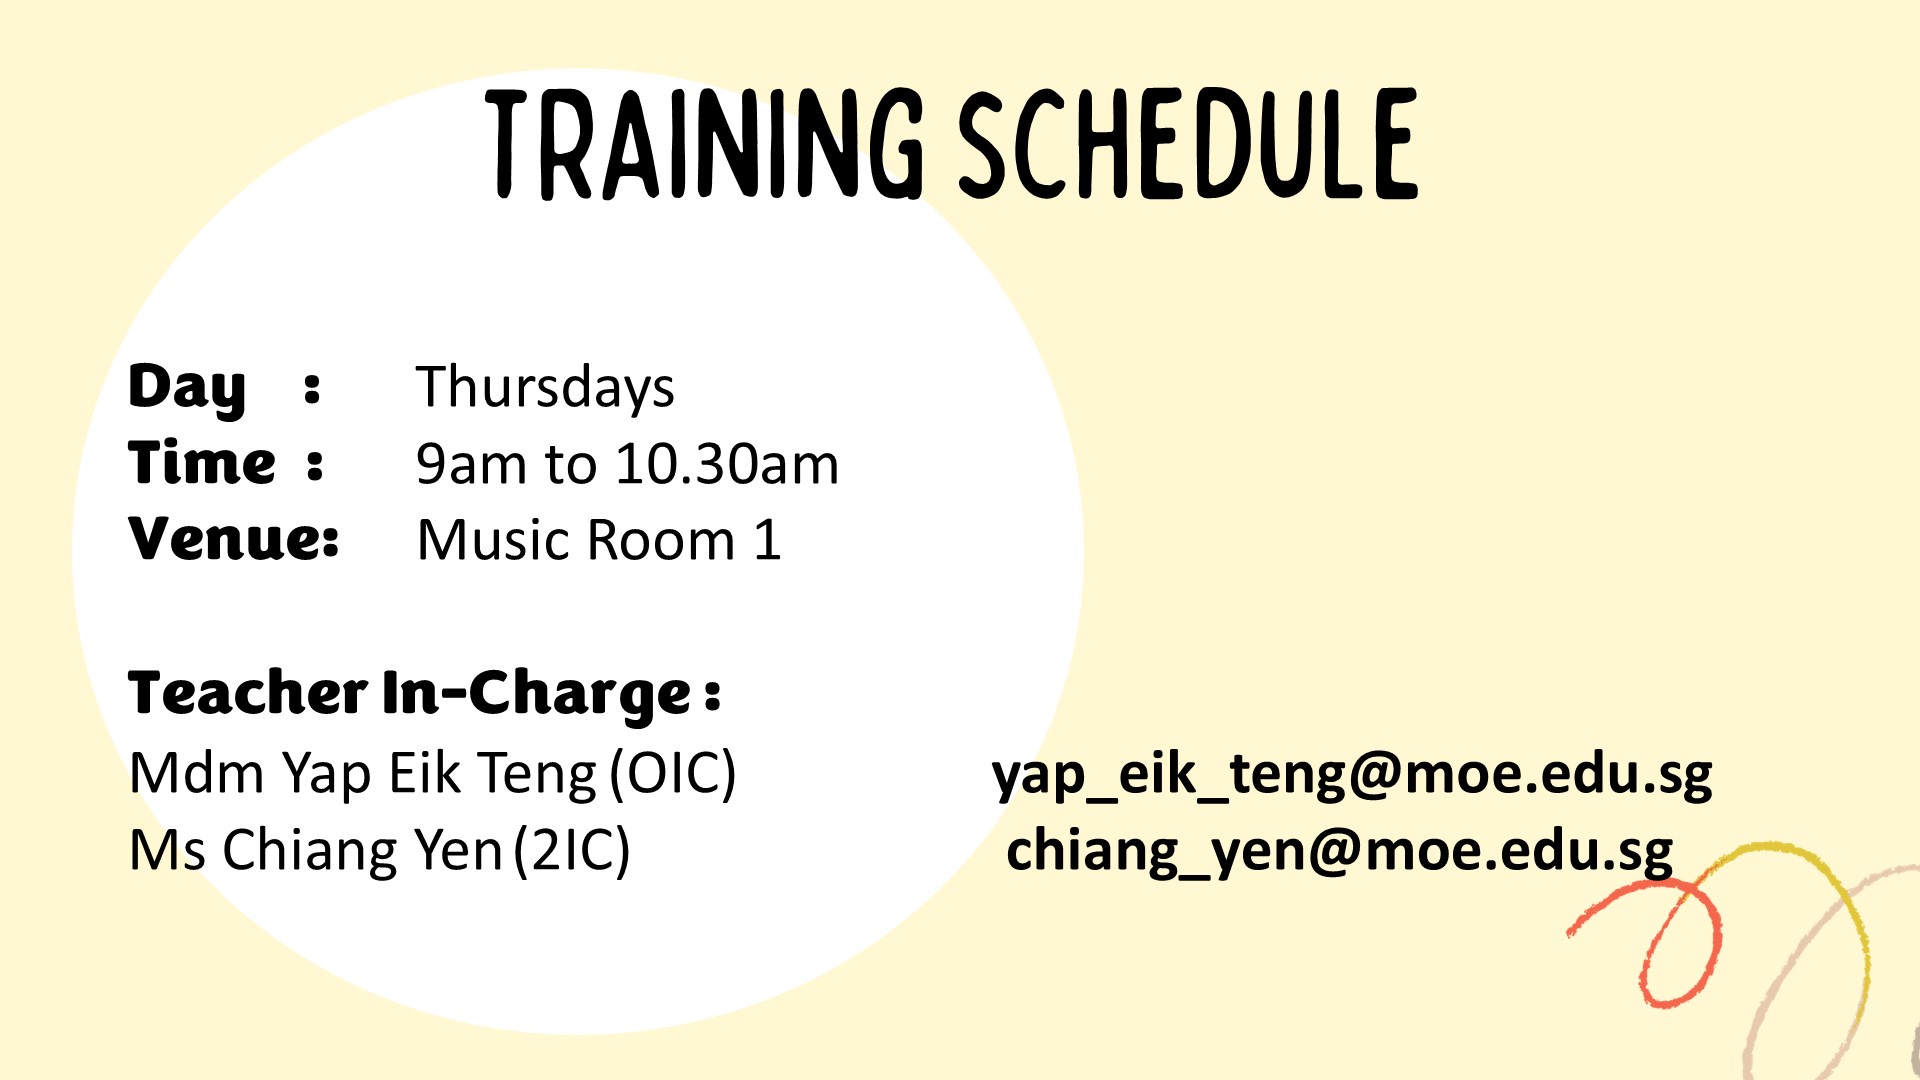 TRAINING SCHEDULE
Day : Thursdays
Time : 9am to 10.30am
Venue: Music Room 1
Teacher In-Charge :
Mdm Yap Eik Teng (OIC) yap_eik_teng@moe.edu.sg
Ms Chiang Yen (2IC) chiang_yen@moe.edu.sg